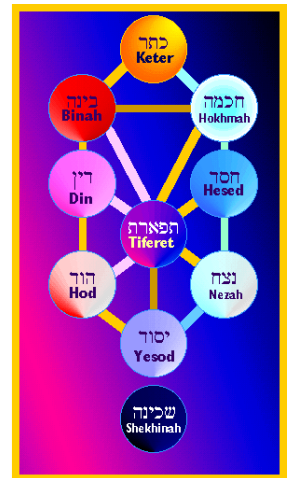 כתר
Keter
בינה
Binah
חכמה
Hokhmah
דין
Din
חסד
Hesed
תפארת
Tiferet
הוד
Hod
נצח
Nezah
יסוד
Yesod
שכינה
Shekhinah